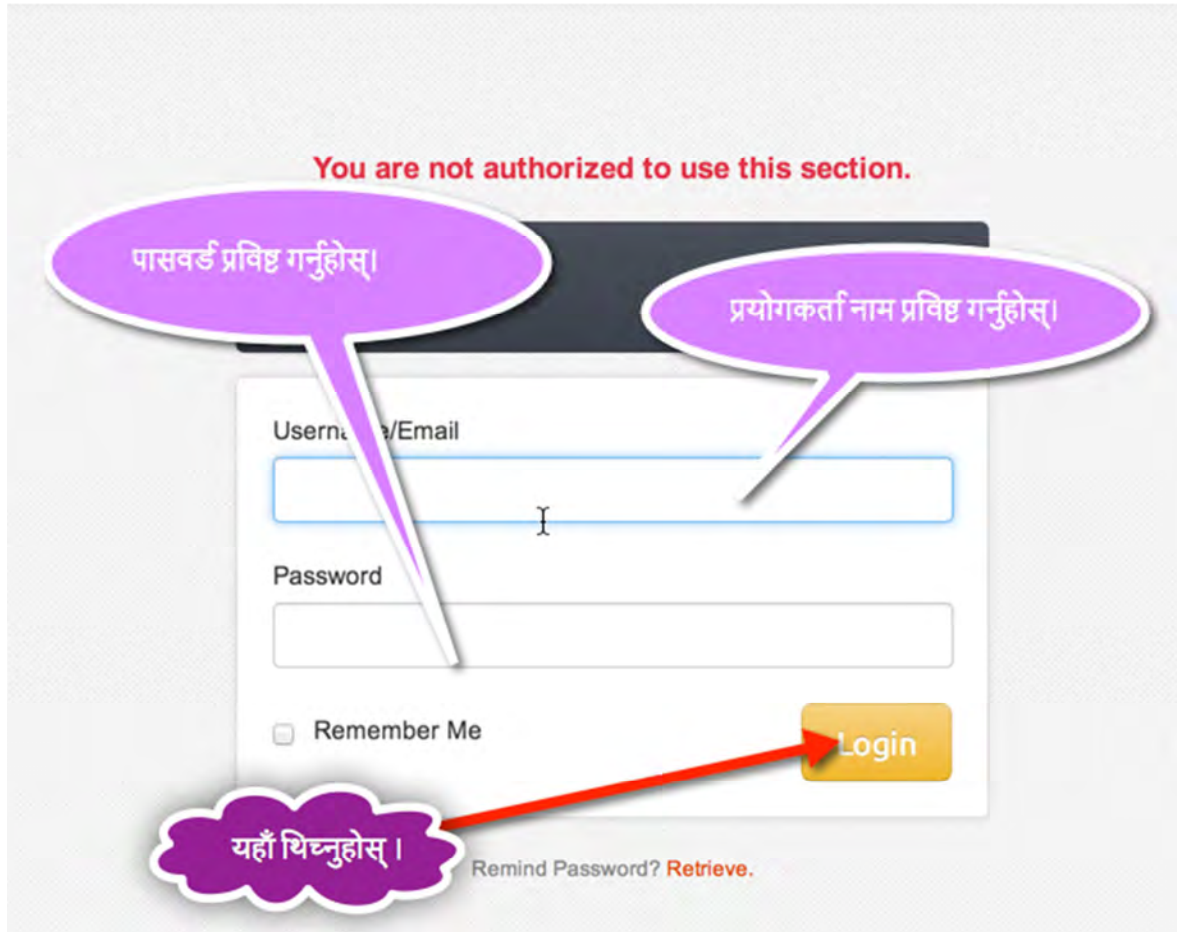 You are not authorized to use this section.
पासवर्ड प्रविष्ट गर्नुहोस्।
प्रयोगकर्ता नाम प्रविष्ट गर्नुहोस्।
Username/Email
Password
Remember Me
Login
यहाँ थिच्नुहोस् ।
Remind Password? Retrieve.